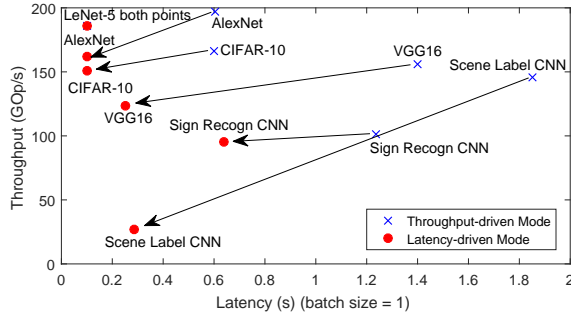 200
150
100
50
0
Throughput (GOp/s)
LeNet-5 both points
AlexNet
AlexNet
CIFAR-10
CIFAR-10
VGG16
VGG16
Scene Label CNN
Sign Recogn CNN
Sign Recogn CNN
Scene Label CNN
Throughput-driven Mode
Latency-driven Mode
0 0.2 0.4 0.6 0.8 1 1.2 1.4 1.6 1.8 2
Latency (s) (batch size = 1)